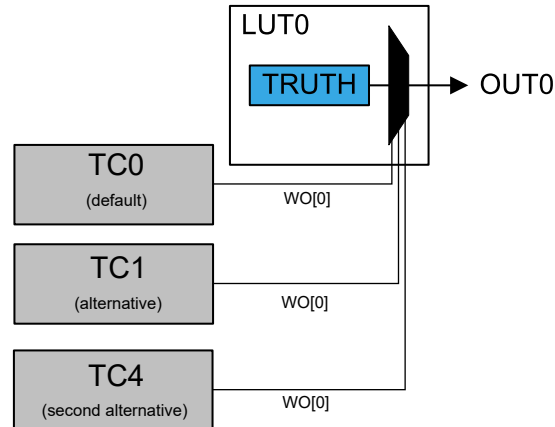 LUT0
TRUTH
OUT0
TC0
(default)
WO[0]
TC1
(alternative)
WO[0]
TC4
(second alternative)
WO[0]